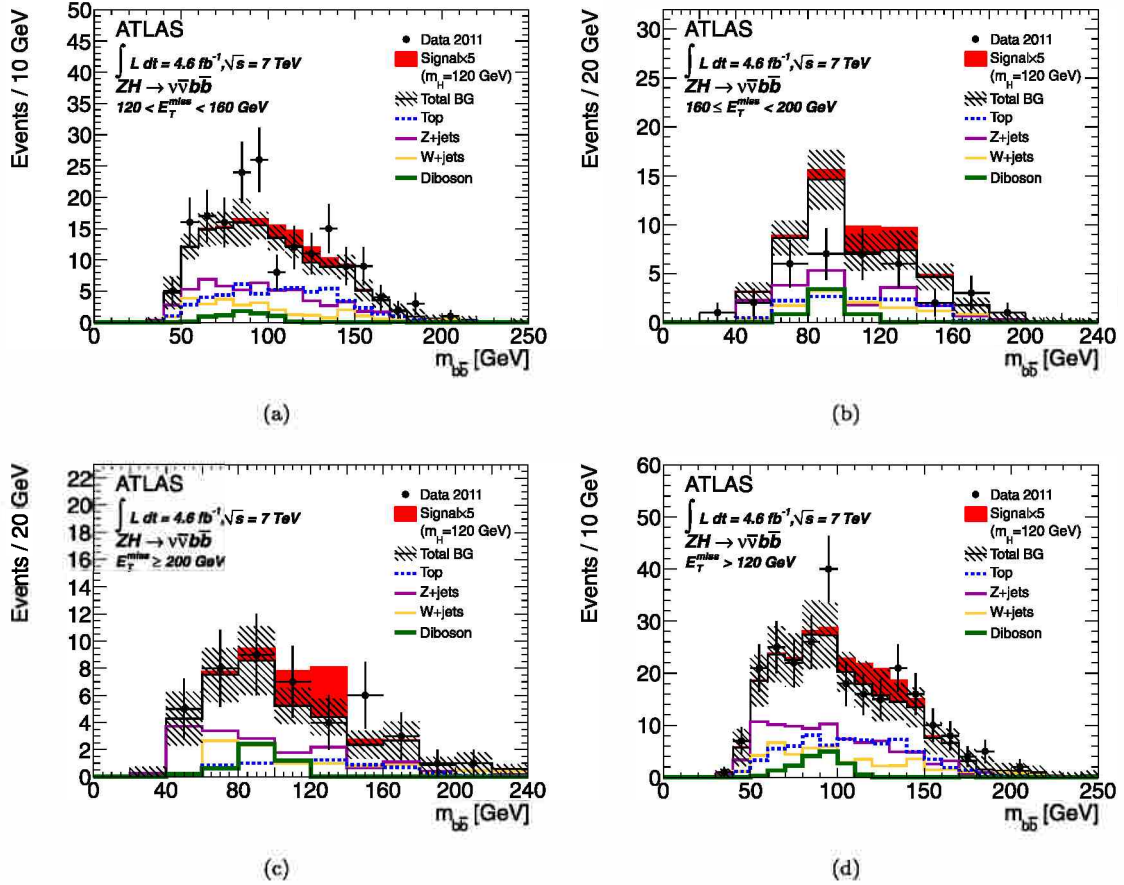 Events / 10 GeV
50
45
40
35
30
25
20
15
10
5
0
ATLAS
∫ L dt = 4.6 fb⁻¹, √s = 7 TeV
ZH → νν̄bb̄
120 < E_T^miss < 160 GeV
Data 2011
Signal×5
(m_H=120 GeV)
Total BG
Top
Z+jets
W+jets
Diboson
0 50 100 150 200 250
m_bb̄ [GeV]
(a)
Events / 20 GeV
30
25
20
15
10
5
0
ATLAS
∫ L dt = 4.6 fb⁻¹, √s = 7 TeV
ZH → νν̄bb̄
160 ≤ E_T^miss < 200 GeV
Data 2011
Signal×5
(m_H=120 GeV)
Total BG
Top
Z+jets
W+jets
Diboson
0 40 80 120 160 200 240
m_bb̄ [GeV]
(b)
Events / 20 GeV
22
20
18
16
14
12
10
8
6
4
2
0
ATLAS
∫ L dt = 4.6 fb⁻¹, √s = 7 TeV
ZH → νν̄bb̄
E_T^miss ≥ 200 GeV
Data 2011
Signal×5
(m_H=120 GeV)
Total BG
Top
Z+jets
W+jets
Diboson
0 40 80 120 160 200 240
m_bb̄ [GeV]
(c)
Events / 10 GeV
60
50
40
30
20
10
0
ATLAS
∫ L dt = 4.6 fb⁻¹, √s = 7 TeV
ZH → νν̄bb̄
E_T^miss > 120 GeV
Data 2011
Signal×5
(m_H=120 GeV)
Total BG
Top
Z+jets
W+jets
Diboson
0 50 100 150 200 250
m_bb̄ [GeV]
(d)